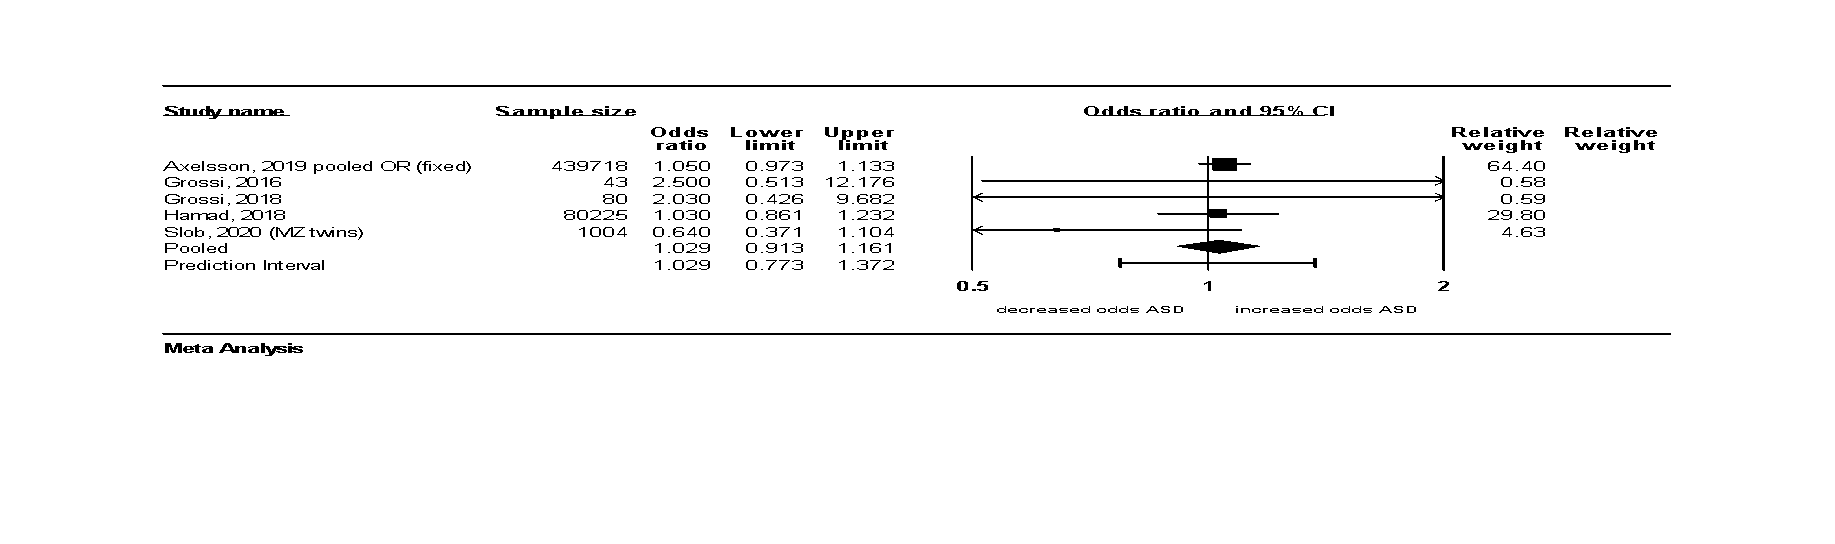 Study name Sample size Odds ratio and 95% CI
Odds Lower Upper Relative Relative
ratio limit limit weight weight
Axelsson, 2019 pooled OR (fixed) 439718 1.050 0.973 1.133 64.40
Grossi, 2016 43 2.500 0.513 12.176 0.58
Grossi, 2018 80 2.030 0.426 9.682 0.59
Hamad, 2018 80225 1.030 0.861 1.232 29.80
Slob, 2020 (MZ twins) 1004 0.640 0.371 1.104 4.63
Pooled 1.029 0.913 1.161
Prediction Interval 1.029 0.773 1.372
0.5 1 2
decreased odds ASD increased odds ASD
Meta Analysis